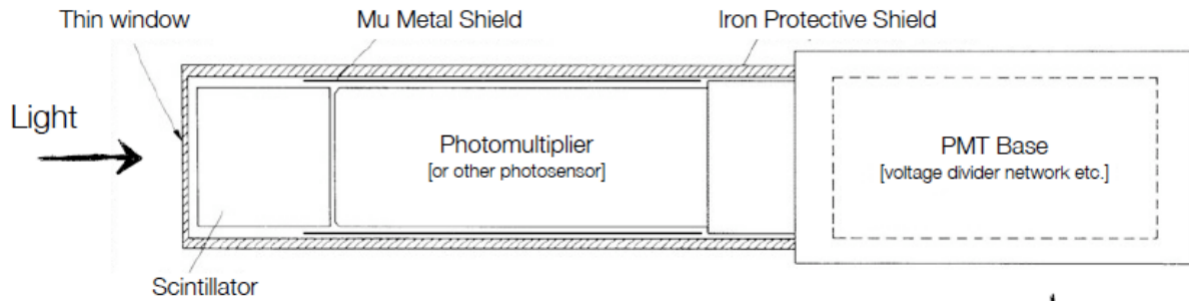 Thin window
Mu Metal Shield
Iron Protective Shield
Light
Photomultiplier
[or other photosensor]
PMT Base
[voltage divider network etc.]
Scintillator